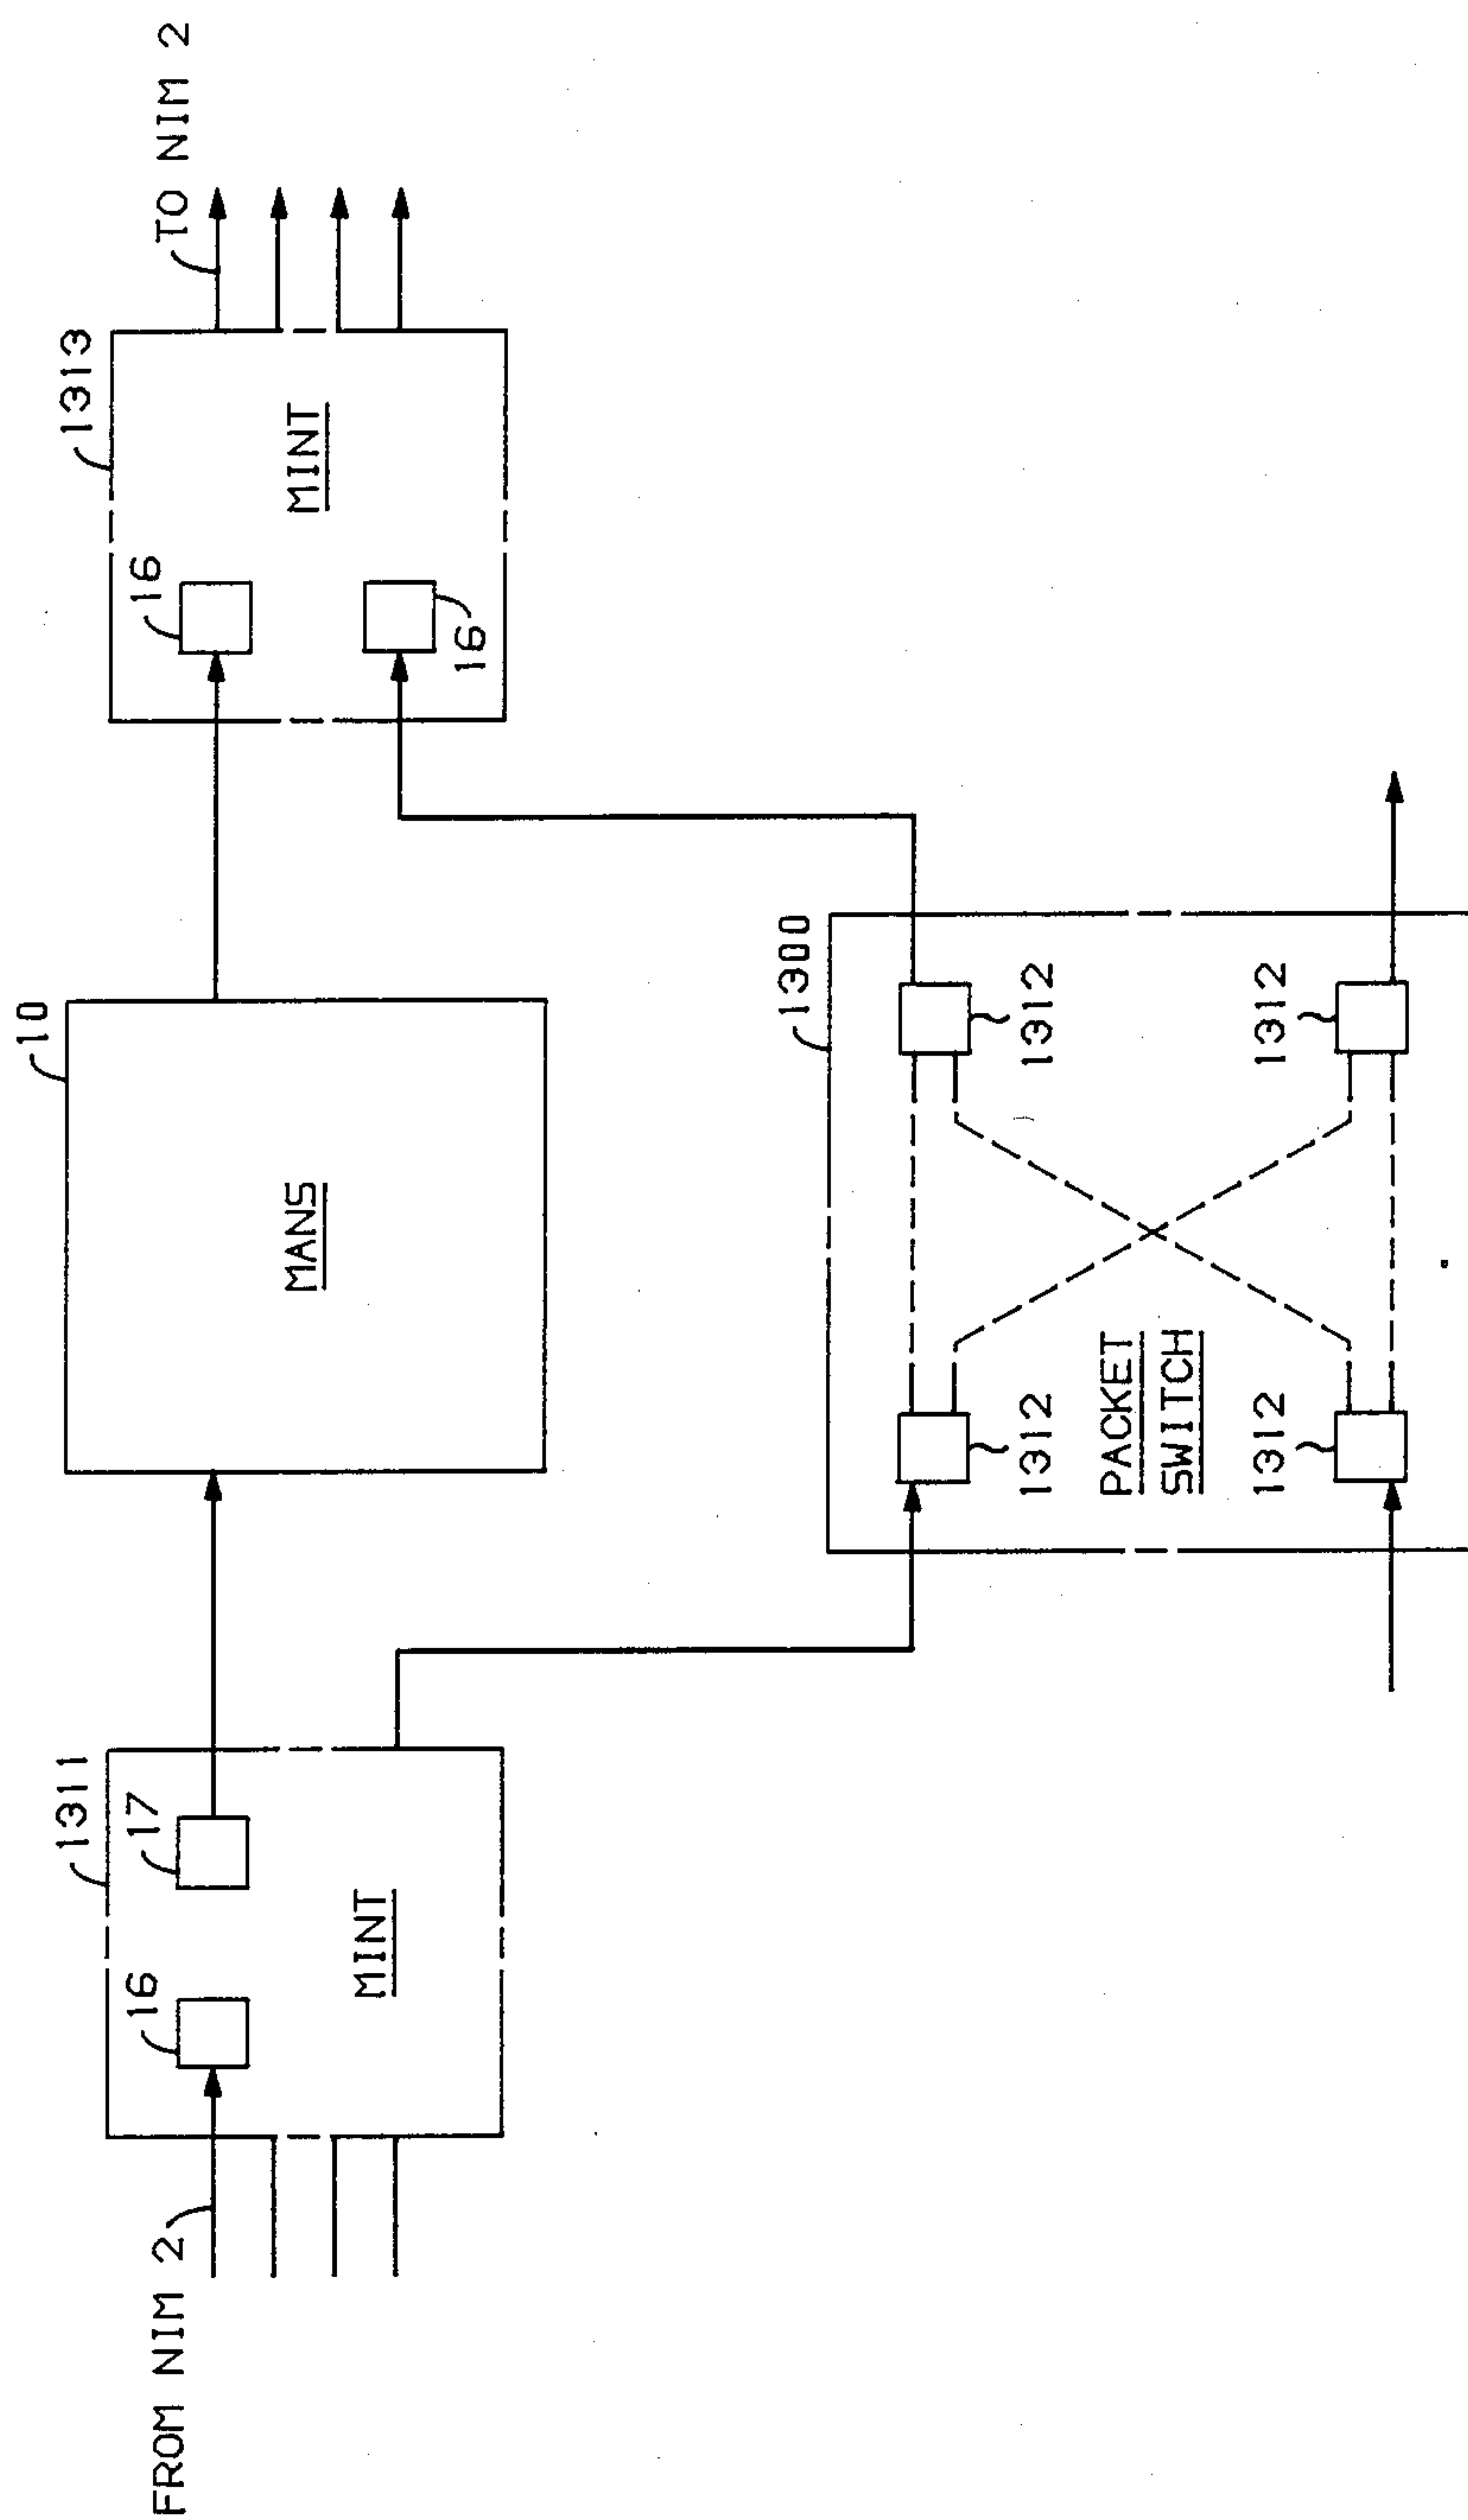 10
1311
1313
16
17
16
FROM NIM 2
TO NIM 2
MINT
MANS
MINT
16
1300
1312
1312
PACKET
SWITCH
1312
1312